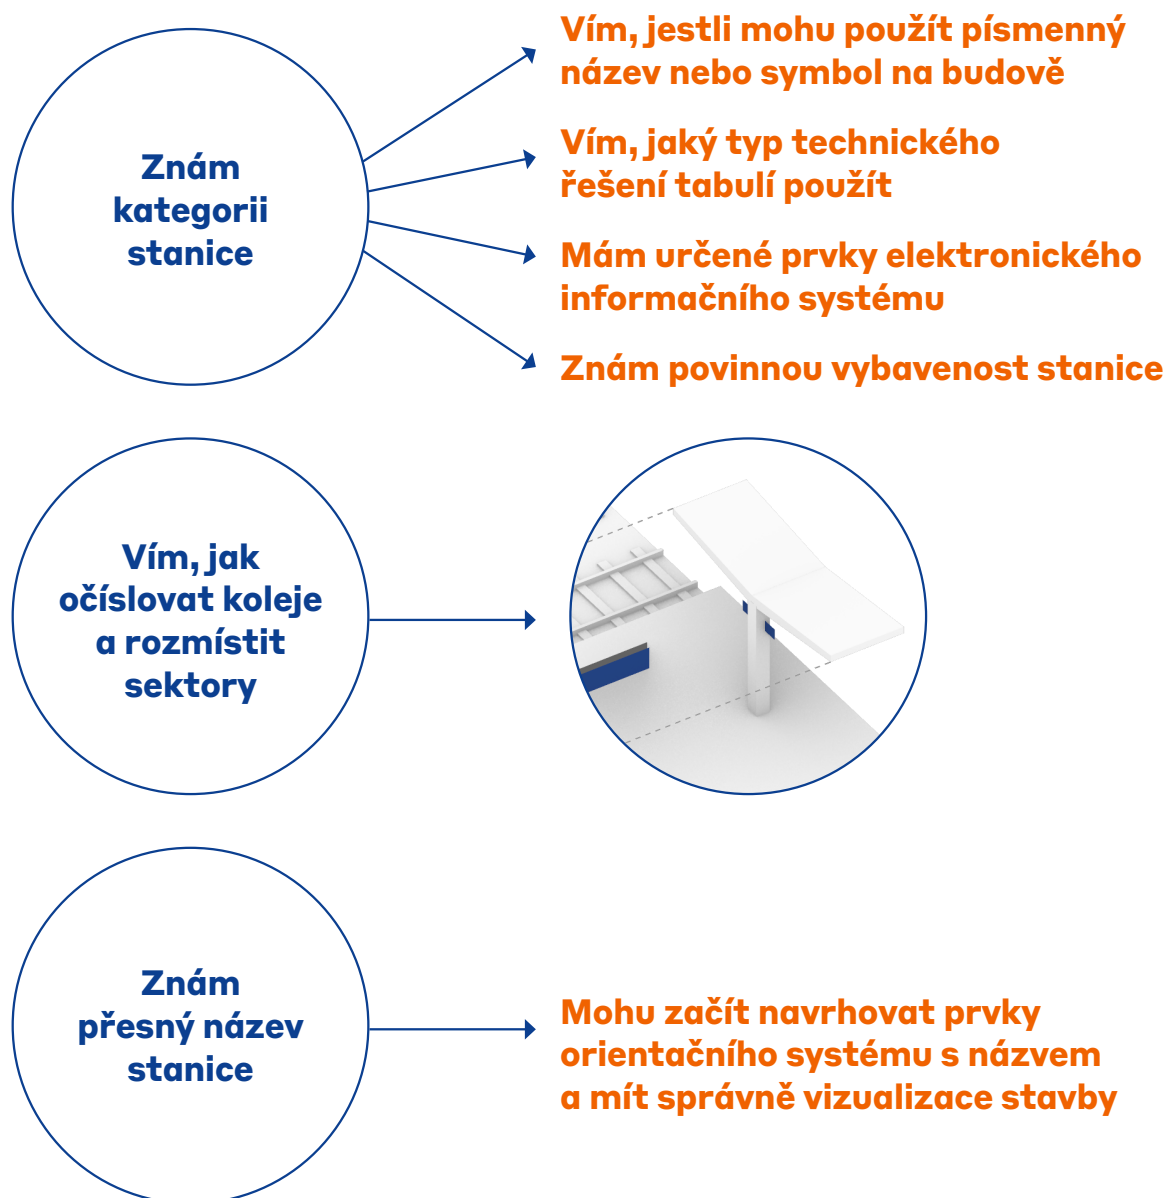 Znám
kategorii
stanice
Vím, jestli mohu použít písmenný
název nebo symbol na budově
Vím, jaký typ technického
řešení tabulí použít
Mám určené prvky elektronického
informačního systému
Znám povinnou vybavenost stanice
Vím, jak
očíslovat koleje
a rozmístit
sektory
Znám
přesný název
stanice
Mohu začít navrhovat prvky
orientačního systému s názvem
a mít správně vizualizace stavby